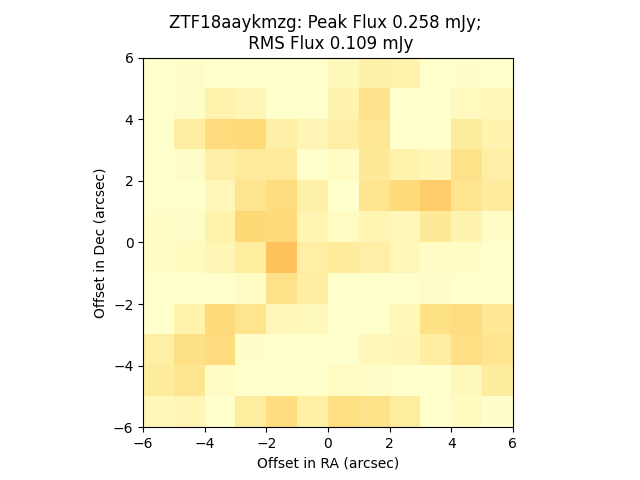 ZTF18aaykmzg: Peak Flux 0.258 mJy;
RMS Flux 0.109 mJy
6
4
2
0
−2
−4
−6
Offset in Dec (arcsec)
−6 −4 −2 0 2 4 6
Offset in RA (arcsec)